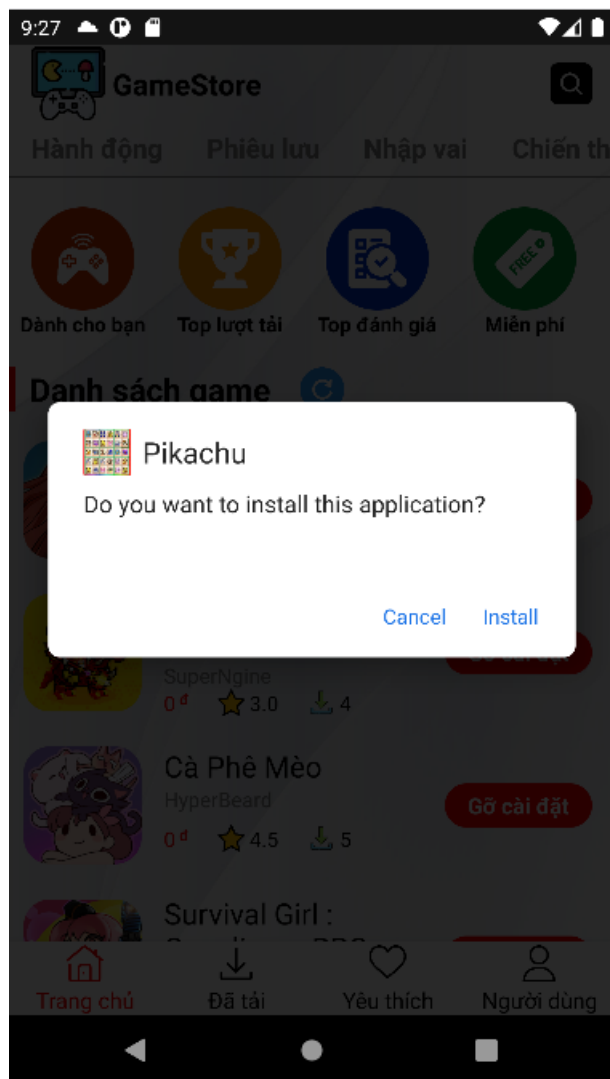 9:27
GameStore
Hành động Phiêu lưu Nhập vai Chiến th
FREE
Dành cho bạn Top lượt tải Top đánh giá Miễn phí
Danh sách game
Pikachu
Do you want to install this application?
Cancel Install
Gỡ cài đặt
SuperNgine
0 đ 3.0 4
Cà Phê Mèo
HyperBeard
Gỡ cài đặt
0 đ 4.5 5
Survival Girl :
Trang chủ Đã tải Yêu thích Người dùng